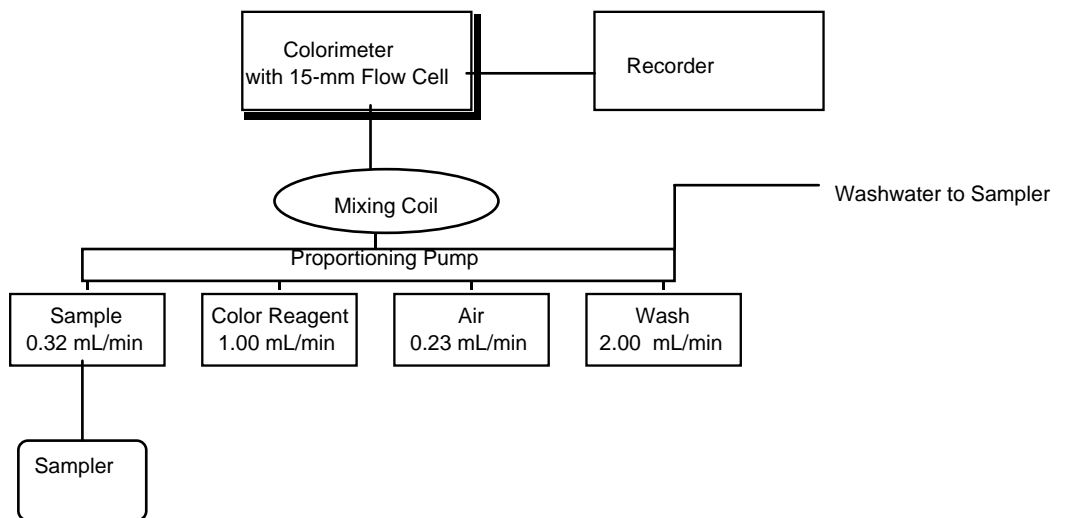 Colorimeter
with 15-mm Flow Cell
Recorder
Mixing Coil
Washwater to Sampler
Proportioning Pump
Sample
0.32 mL/min
Color Reagent
1.00 mL/min
Air
0.23 mL/min
Wash
2.00 mL/min
Sampler